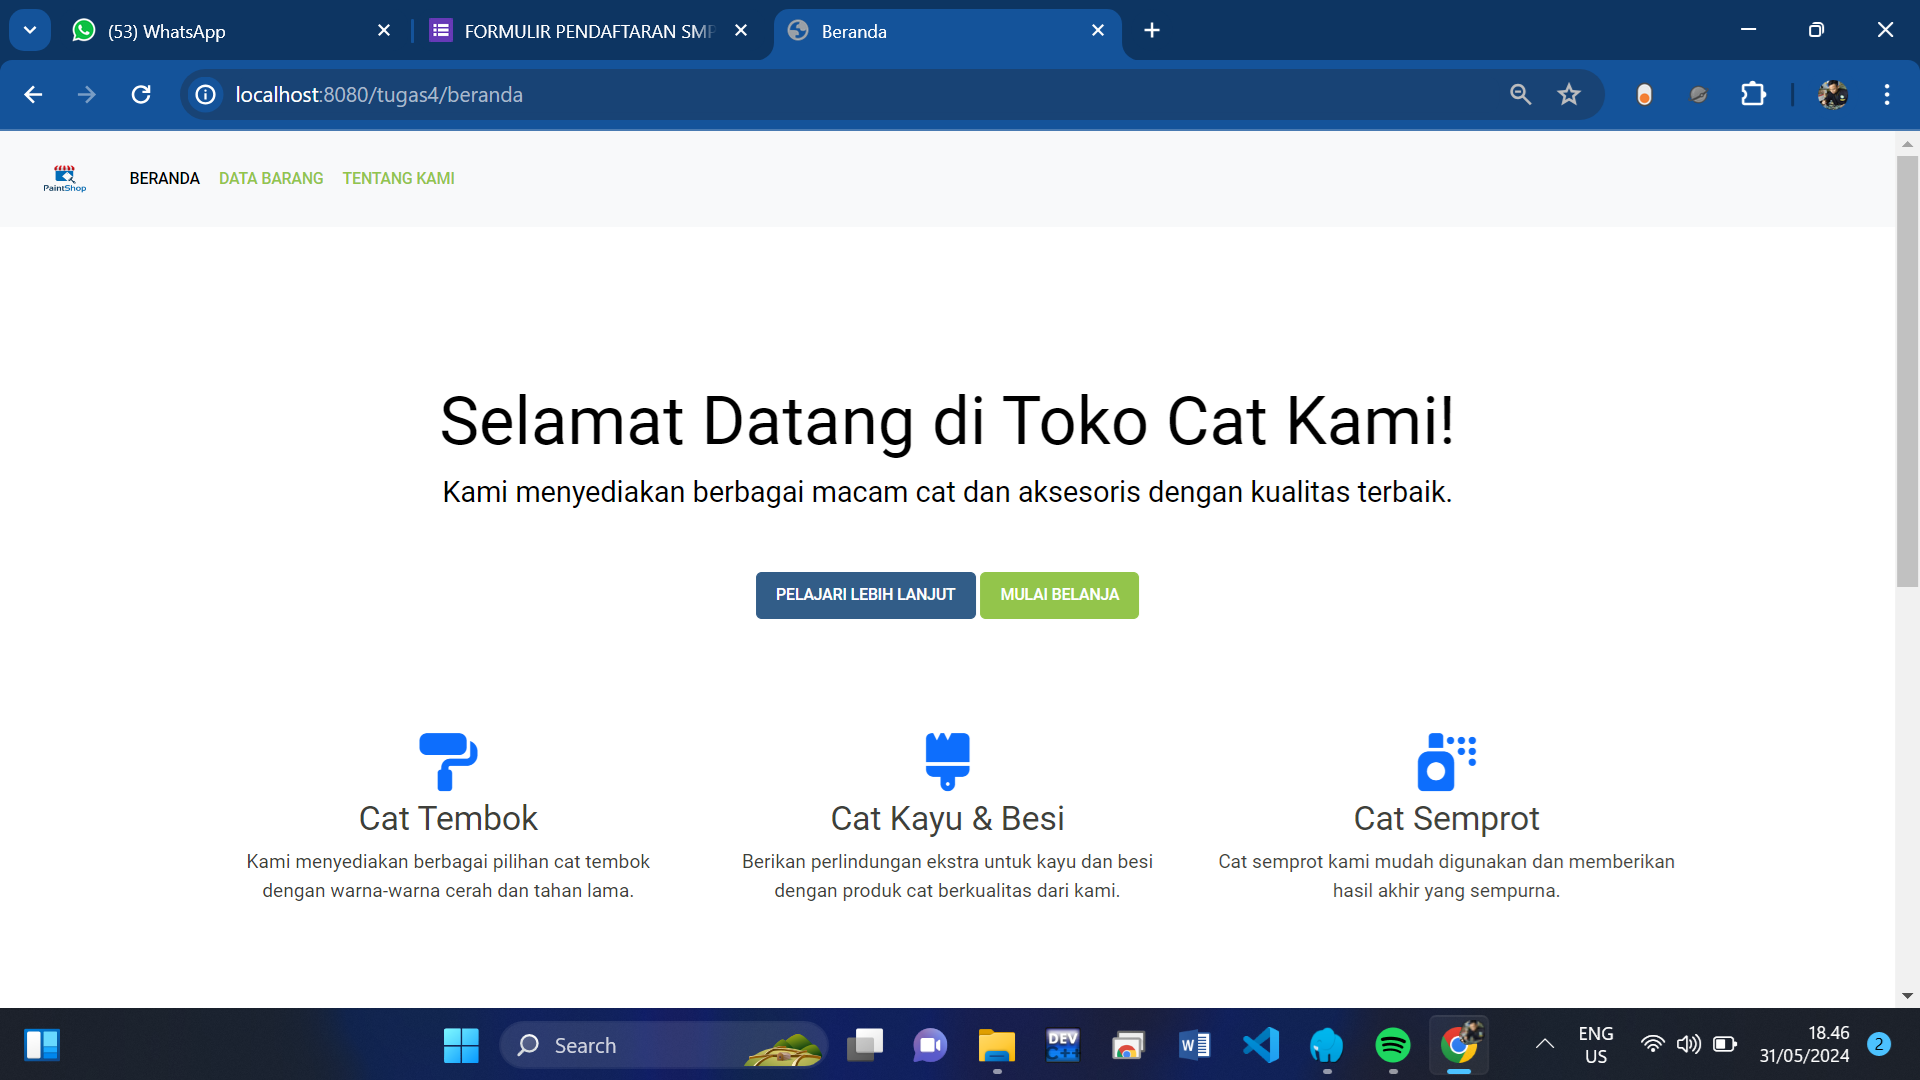 (53) WhatsApp
FORMULIR PENDAFTARAN SMP
Beranda
localhost:8080/tugas4/beranda
PaintShop
BERANDA
DATA BARANG
TENTANG KAMI
Selamat Datang di Toko Cat Kami!
Kami menyediakan berbagai macam cat dan aksesoris dengan kualitas terbaik.
PELAJARI LEBIH LANJUT
MULAI BELANJA
Cat Tembok
Kami menyediakan berbagai pilihan cat tembok
dengan warna-warna cerah dan tahan lama.
Cat Kayu & Besi
Berikan perlindungan ekstra untuk kayu dan besi
dengan produk cat berkualitas dari kami.
Cat Semprot
Cat semprot kami mudah digunakan dan memberikan
hasil akhir yang sempurna.
Search
DEV
C++
W
ENG
US
18.46
31/05/2024
2